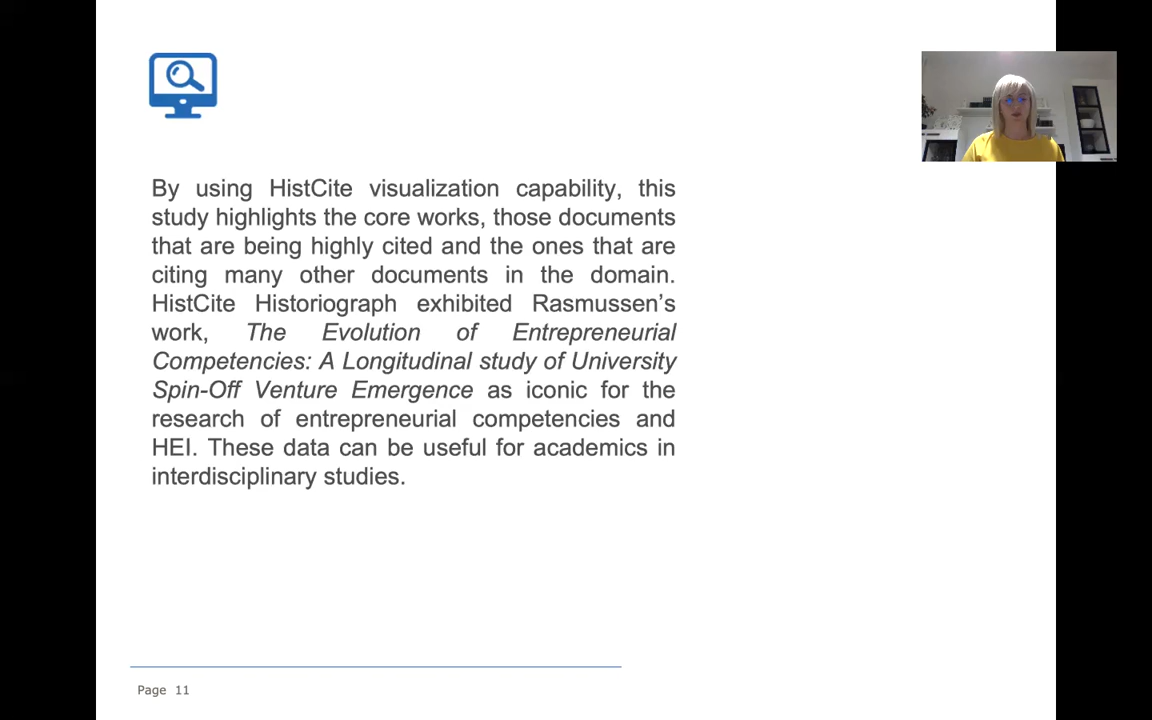 By using HistCite visualization capability, this
study highlights the core works, those documents
that are being highly cited and the ones that are
citing many other documents in the domain.
HistCite Historiograph exhibited Rasmussen’s
work, The Evolution of Entrepreneurial
Competencies: A Longitudinal study of University
Spin-Off Venture Emergence as iconic for the
research of entrepreneurial competencies and
HEI. These data can be useful for academics in
interdisciplinary studies.
Page 11